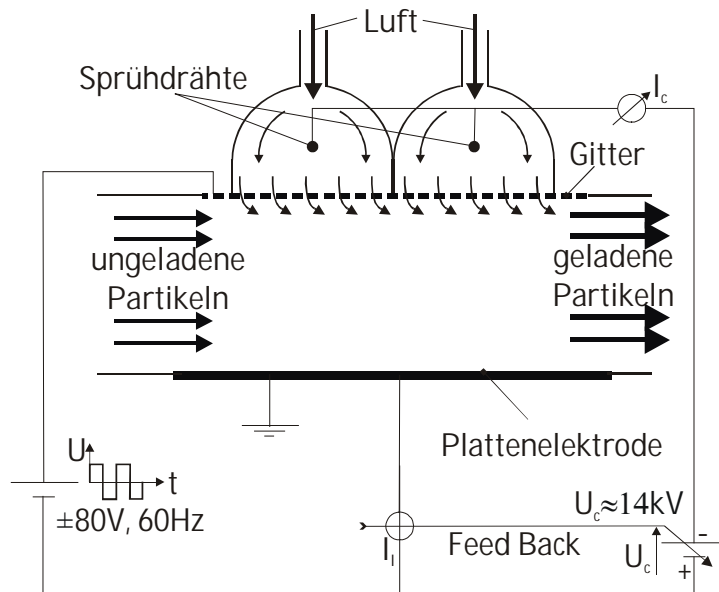 Luft
Sprühdrähte
I_c
Gitter
ungeladene
Partikeln
geladene
Partikeln
Plattenelektrode
U
t
±80V, 60Hz
U_c≈14kV
I_I
Feed Back
U_c
-
+